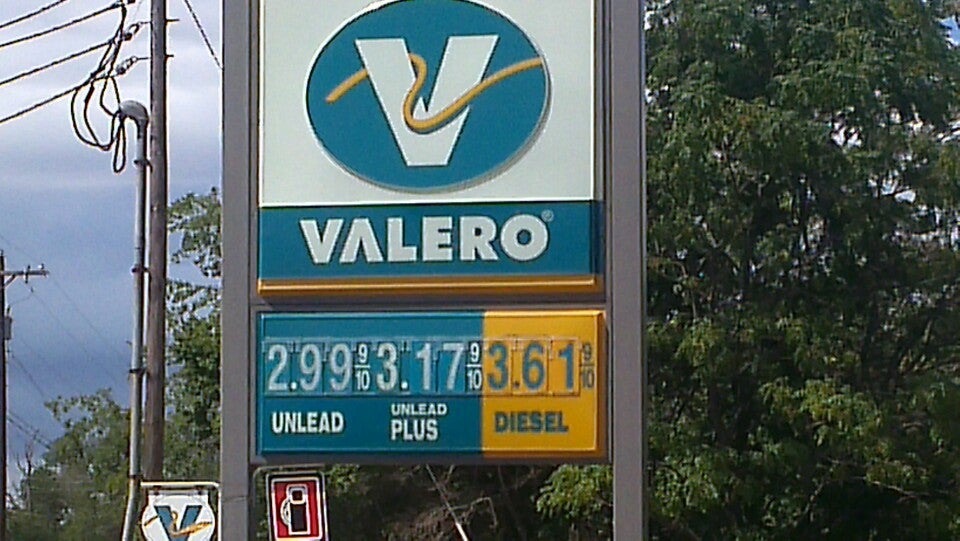 V
VALERO®
2.99 9/10 3.17 9/10 3.61 9/10
UNLEAD UNLEAD PLUS DIESEL
V